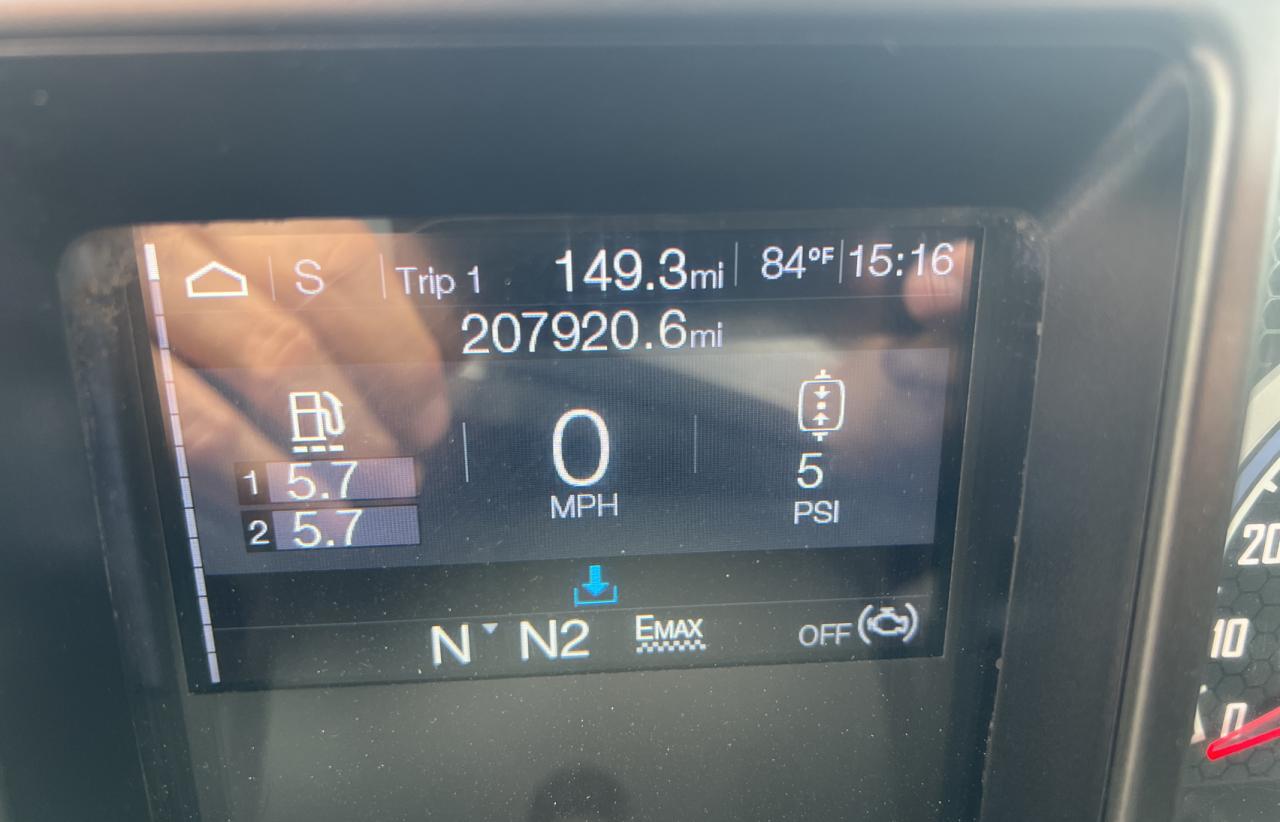 S Trip 1 149.3mi 84°F 15:16
207920.6mi
1 5.7
2 5.7
0
MPH
5
PSI
N N2 EMAX OFF
20
10
0